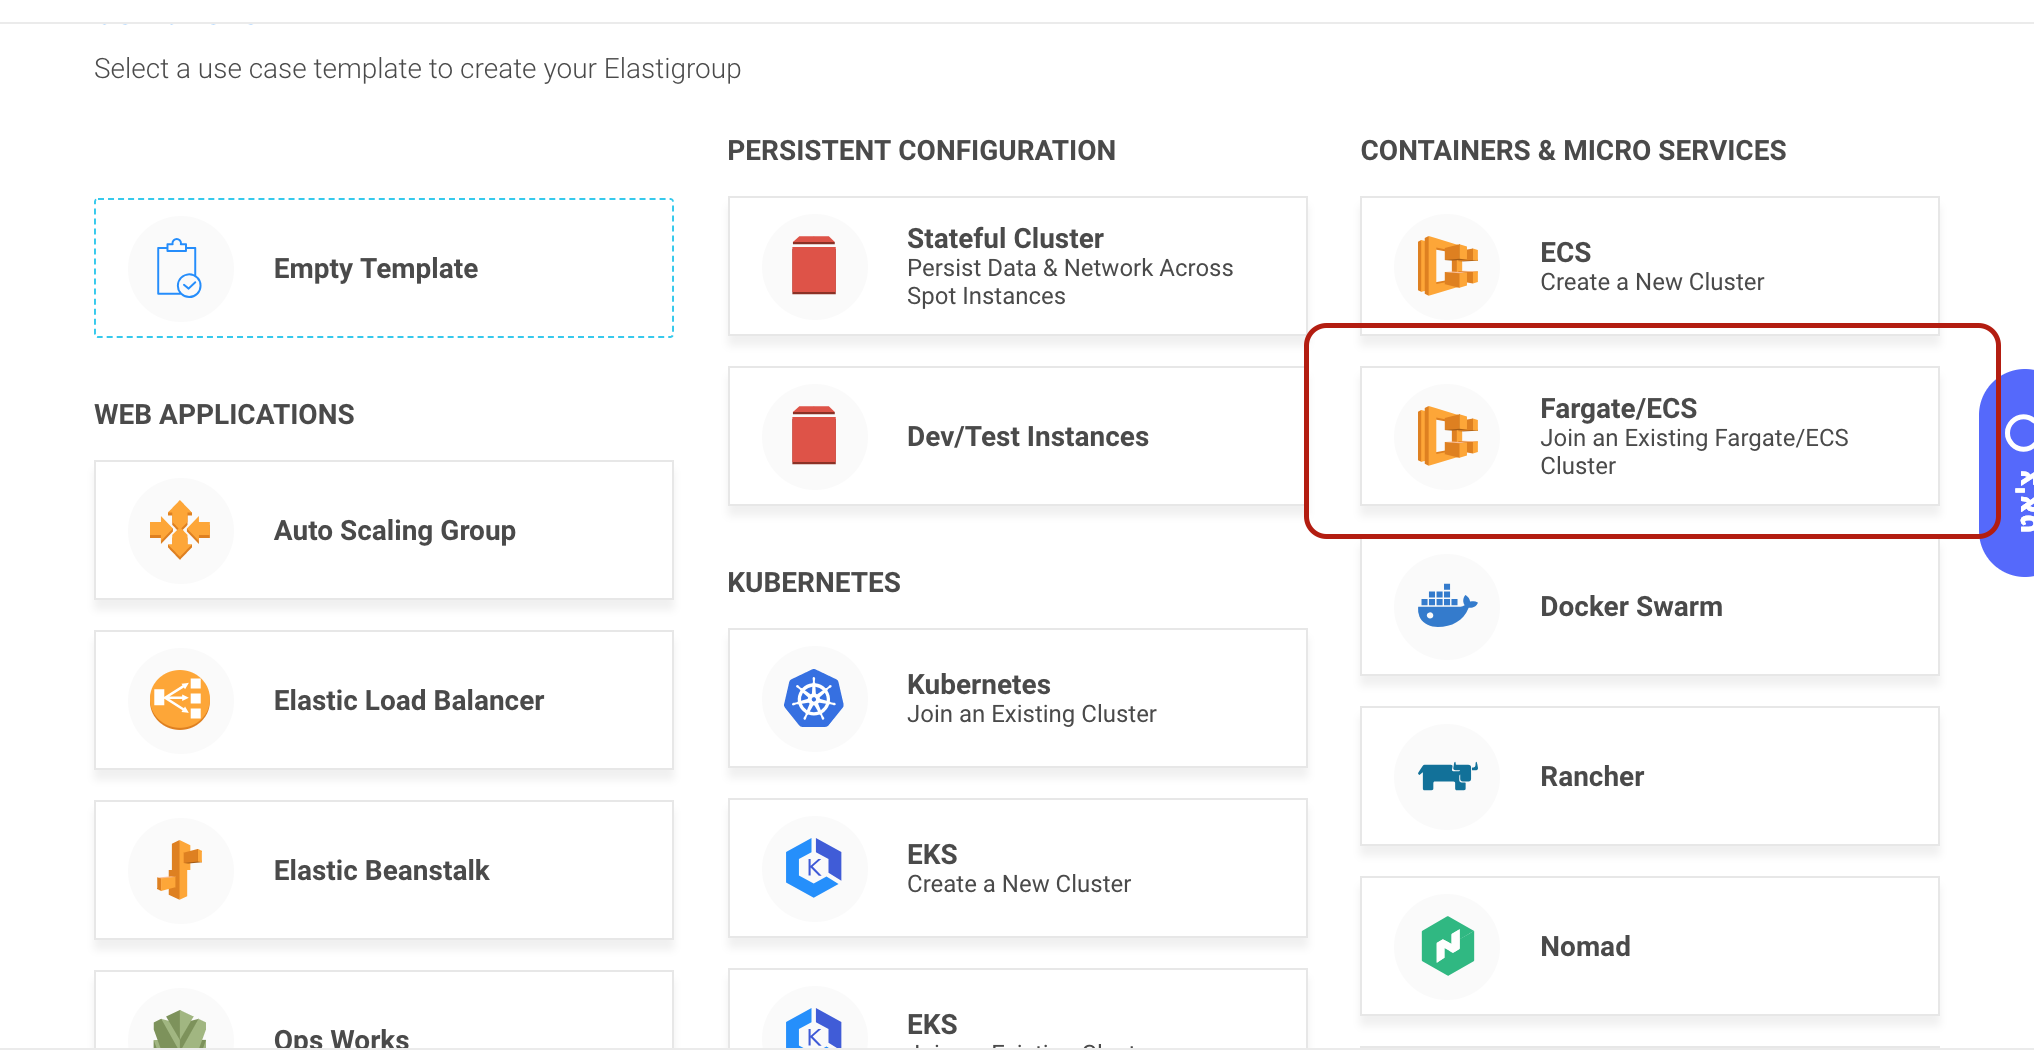 Select a use case template to create your Elastigroup
Empty Template
WEB APPLICATIONS
Auto Scaling Group
Elastic Load Balancer
Elastic Beanstalk
Ops Works
PERSISTENT CONFIGURATION
Stateful Cluster
Persist Data & Network Across
Spot Instances
Dev/Test Instances
KUBERNETES
Kubernetes
Join an Existing Cluster
EKS
Create a New Cluster
EKS
CONTAINERS & MICRO SERVICES
ECS
Create a New Cluster
Fargate/ECS
Join an Existing Fargate/ECS
Cluster
Docker Swarm
Rancher
Nomad